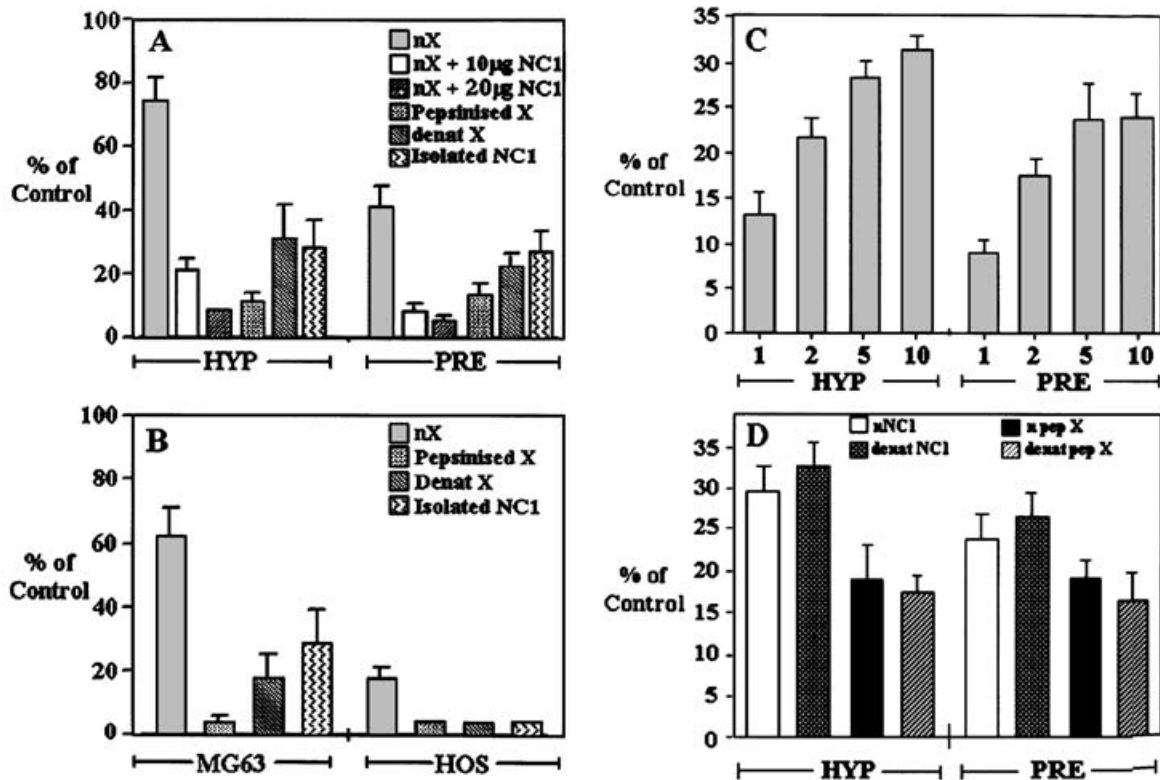 A
100
80
60
40
20
0
% of
Control
nX
nX + 10µg NC1
nX + 20µg NC1
Pepsinised X
denat X
Isolated NC1
HYP PRE
B
100
80
60
40
20
0
% of
Control
nX
Pepsinised X
Denat X
Isolated NC1
MG63 HOS
C
35
30
25
20
15
10
5
0
% of
Control
1 2 5 10 1 2 5 10
HYP PRE
D
35
30
25
20
15
10
5
0
% of
Control
nNC1 n pep X
denat NC1 denat pep X
HYP PRE